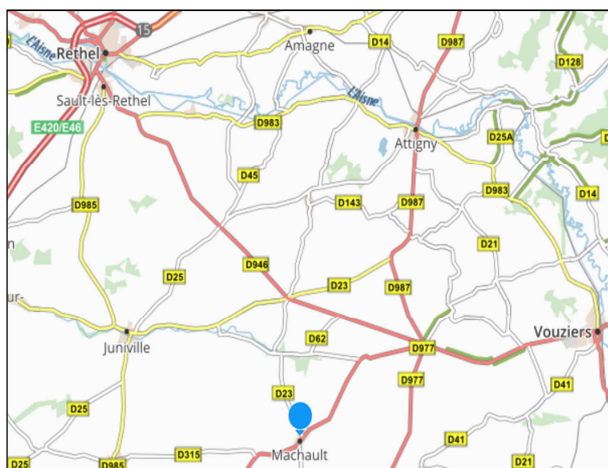 15
L'Aisne
Rethel
Amagne
D14
D987
D128
Sault-lès-Rethel
E420/E46
D983
L'Aisne
D25A
Attigny
D45
D983
D14
D985
D143
D987
D21
D946
D25
D23
D987
ur-
Juniville
D62
D977
Vouziers
D977
D23
D41
D25
Machault
D315
D41
D25
D985
D21